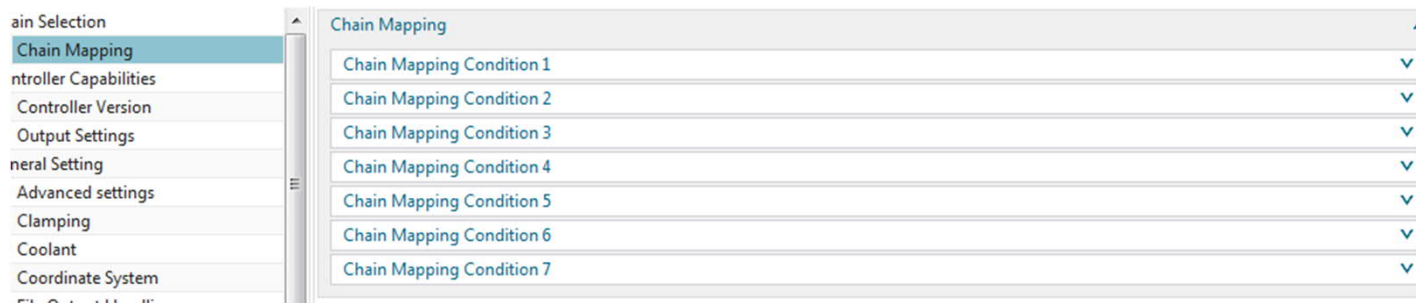 ain Selection
Chain Mapping
ntroller Capabilities
Controller Version
Output Settings
neral Setting
Advanced settings
Clamping
Coolant
Coordinate System
Chain Mapping
Chain Mapping Condition 1
Chain Mapping Condition 2
Chain Mapping Condition 3
Chain Mapping Condition 4
Chain Mapping Condition 5
Chain Mapping Condition 6
Chain Mapping Condition 7